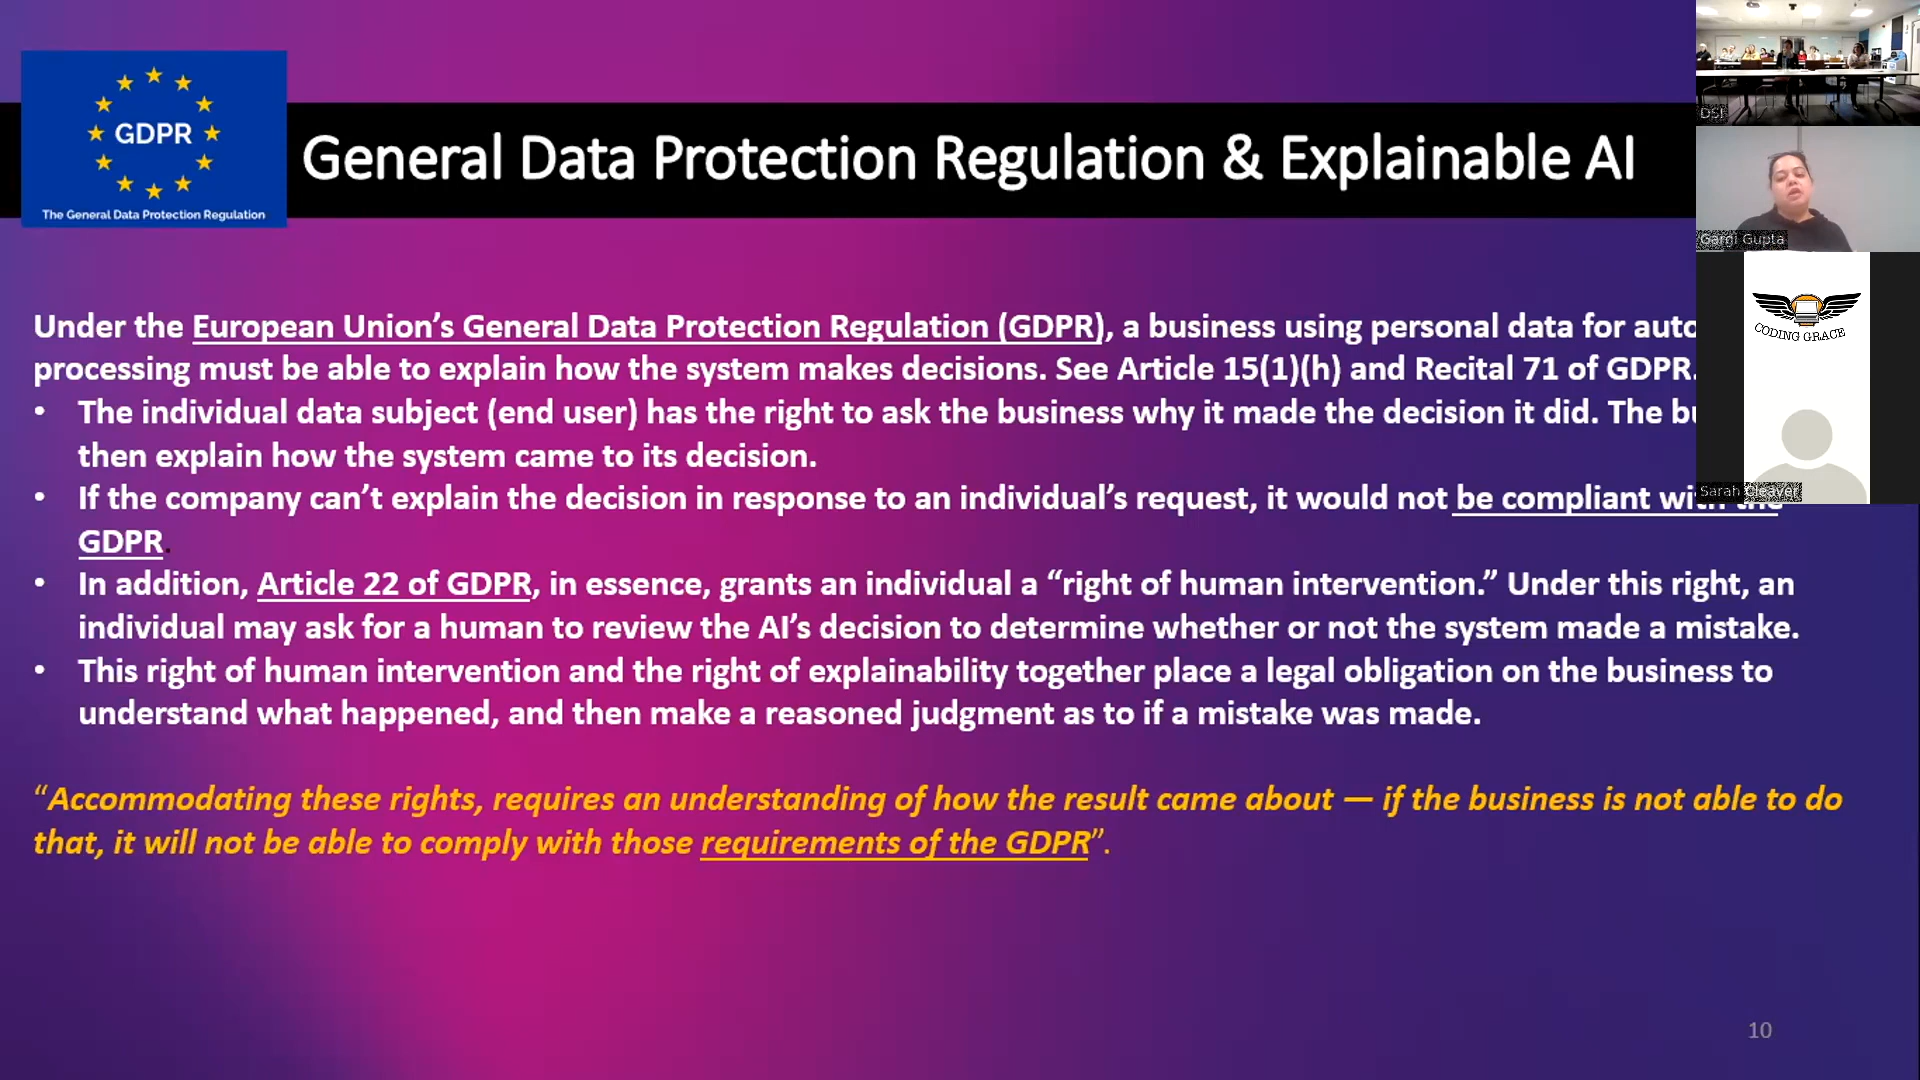 GDPR
The General Data Protection Regulation
General Data Protection Regulation & Explainable AI
Under the European Union’s General Data Protection Regulation (GDPR), a business using personal data for auto
processing must be able to explain how the system makes decisions. See Article 15(1)(h) and Recital 71 of GDPR.
• The individual data subject (end user) has the right to ask the business why it made the decision it did. The bu
then explain how the system came to its decision.
• If the company can’t explain the decision in response to an individual’s request, it would not be compliant with the
GDPR.
• In addition, Article 22 of GDPR, in essence, grants an individual a “right of human intervention.” Under this right, an
individual may ask for a human to review the AI’s decision to determine whether or not the system made a mistake.
• This right of human intervention and the right of explainability together place a legal obligation on the business to
understand what happened, and then make a reasoned judgment as to if a mistake was made.
“Accommodating these rights, requires an understanding of how the result came about — if the business is not able to do
that, it will not be able to comply with those requirements of the GDPR”.
10
DSI
Gargi Gupta
CODING GRACE
Sarah Cleaver